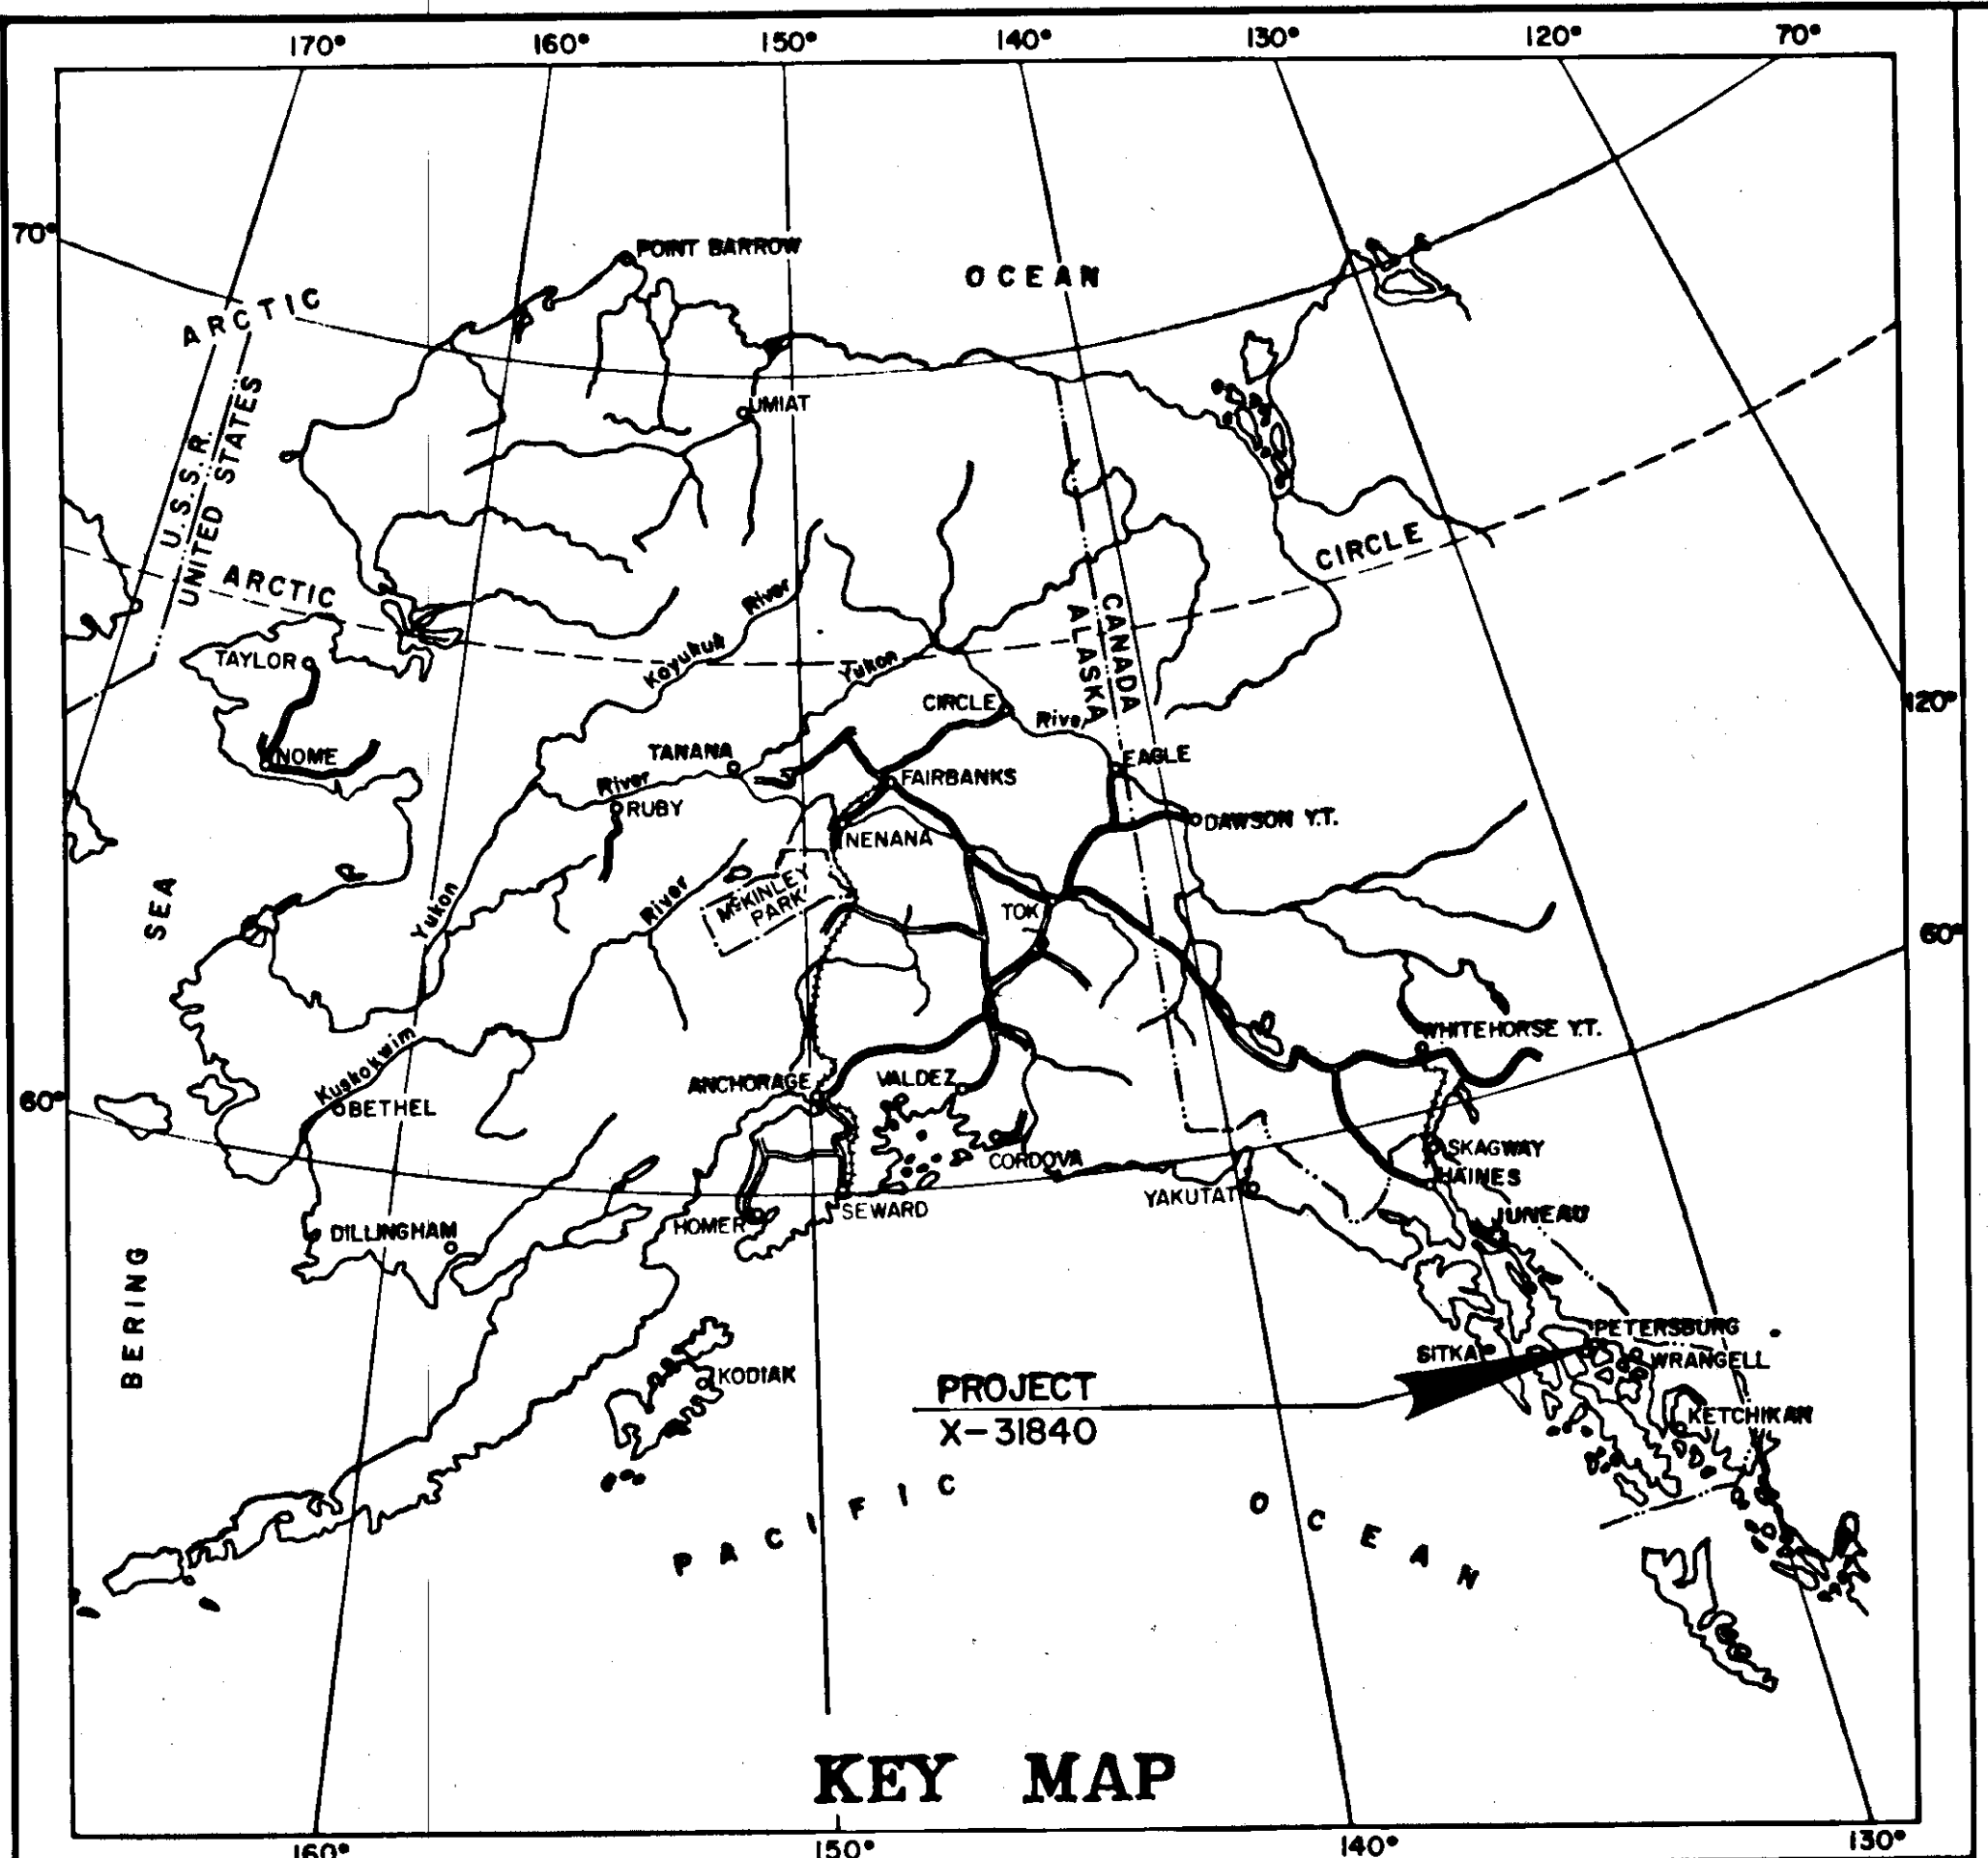 170° 160° 150° 140° 130° 120° 70°
70°
POINT BARROW
OCEAN
ARCTIC
UMIAT
U.S.S.R.
UNITED STATES
ARCTIC
CIRCLE
River
Koyukuk
CANADA
ALASKA
TAYLOR
Yukon
CIRCLE
River
120°
NOME
TANANA
EAGLE
River
FAIRBANKS
RUBY
DAWSON Y.T.
NENANA
R
SEA
Yukon
River
McKINLEY
PARK
TOK
60°
WHITEHORSE Y.T.
Kuskokwim
ANCHORAGE
VALDEZ
60°
BETHEL
SKAGWAY
CORDOVA
HAINES
YAKUTAT
SEWARD
JUNEAU
HOMER
DILLINGHAM
BERING
PETERSBURG
SITKA
WRANGELL
KODIAK
PROJECT
X-31840
KETCHIKAN
PACIFIC
OCEAN
KEY MAP
160° 150° 140° 130°